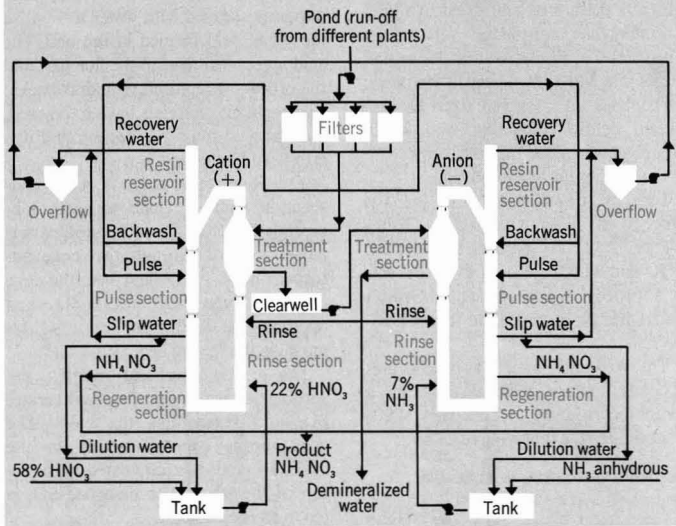 Pond (run-off
from different plants)
Filters
Recovery
water
Resin
reservoir
section
Cation
(+)
Overflow
Backwash
Pulse
Pulse section
Slip water
NH4 NO3
Regeneration
section
Dilution water
58% HNO3
Tank
Treatment
section
Clearwell
Rinse
Rinse section
22% HNO3
Product
NH4 NO3
Anion
(−)
Treatment
section
Rinse
Rinse
section
7%
NH3
Demineralized
water
Recovery
water
Resin
reservoir
section
Overflow
Backwash
Pulse
Pulse section
Slip water
NH4 NO3
Regeneration
section
Dilution water
NH3 anhydrous
Tank